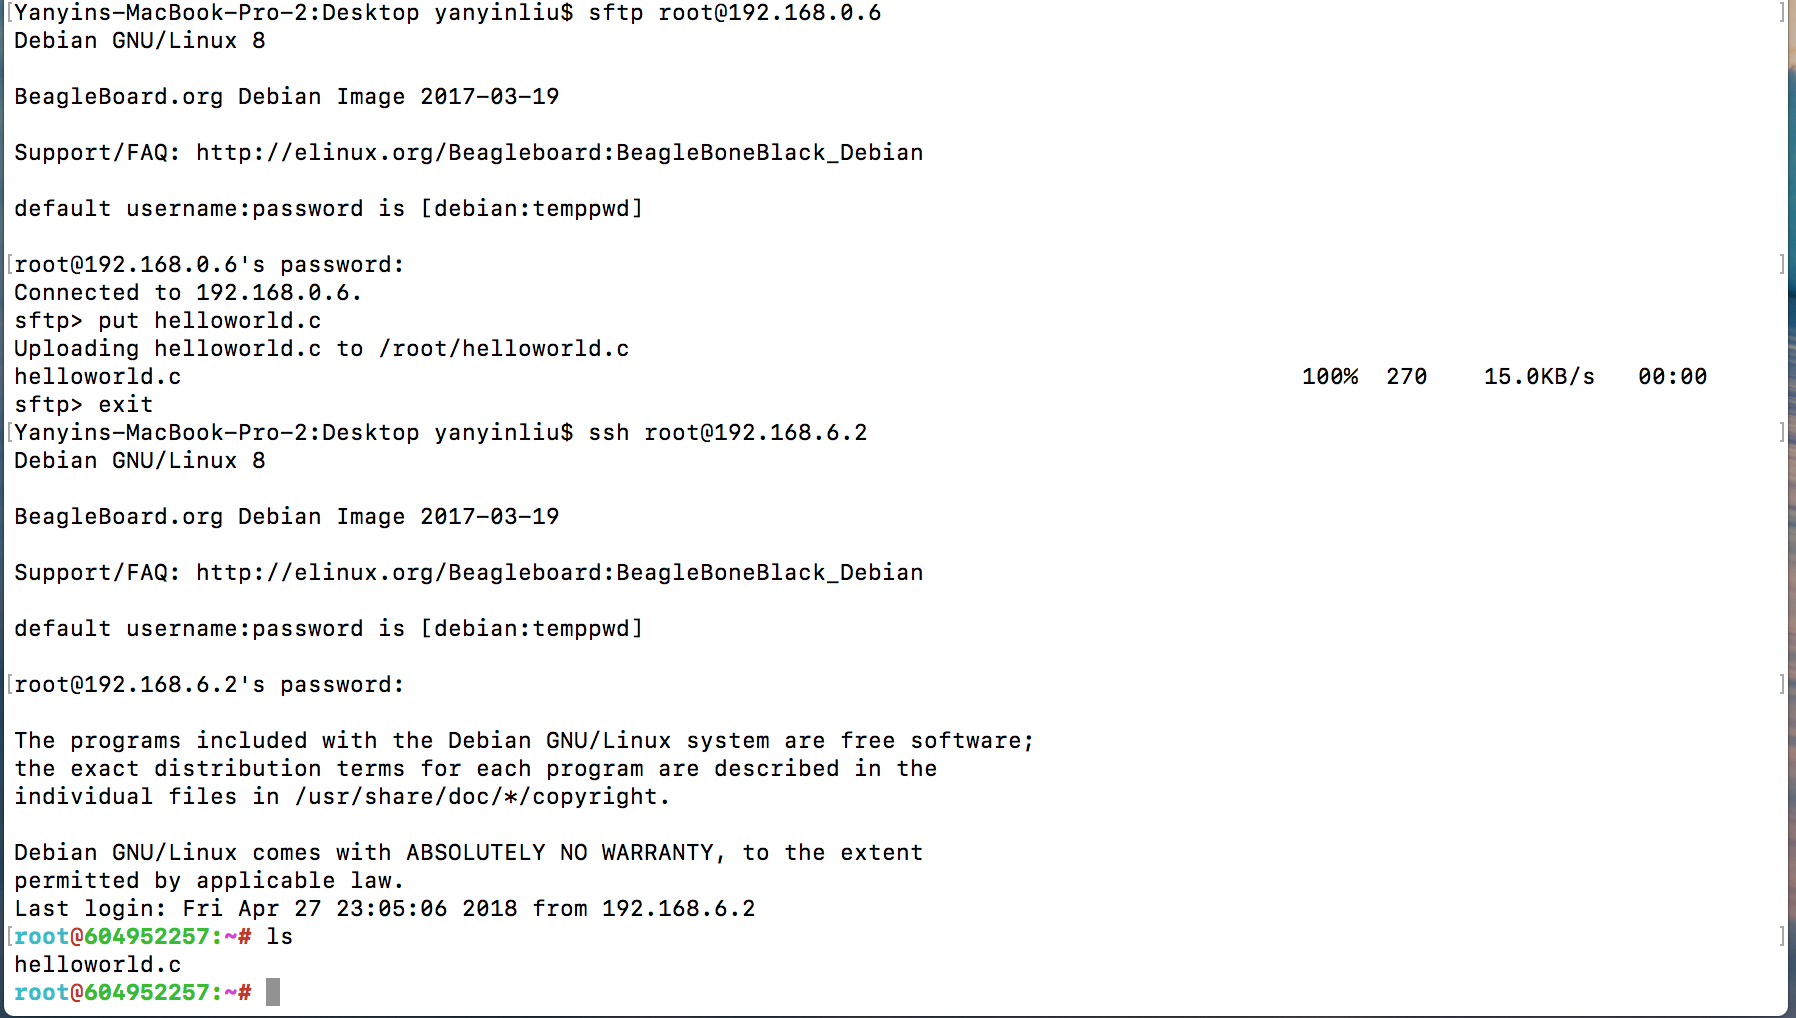 Yanyins-MacBook-Pro-2:Desktop yanyinliu$ sftp root@192.168.0.6
Debian GNU/Linux 8
BeagleBoard.org Debian Image 2017-03-19
Support/FAQ: http://elinux.org/Beagleboard:BeagleBoneBlack_Debian
default username:password is [debian:temppwd]
root@192.168.0.6's password:
Connected to 192.168.0.6.
sftp> put helloworld.c
Uploading helloworld.c to /root/helloworld.c
helloworld.c 100% 270 15.0KB/s 00:00
sftp> exit
Yanyins-MacBook-Pro-2:Desktop yanyinliu$ ssh root@192.168.6.2
Debian GNU/Linux 8
BeagleBoard.org Debian Image 2017-03-19
Support/FAQ: http://elinux.org/Beagleboard:BeagleBoneBlack_Debian
default username:password is [debian:temppwd]
root@192.168.6.2's password:
The programs included with the Debian GNU/Linux system are free software;
the exact distribution terms for each program are described in the
individual files in /usr/share/doc/*/copyright.
Debian GNU/Linux comes with ABSOLUTELY NO WARRANTY, to the extent
permitted by applicable law.
Last login: Fri Apr 27 23:05:06 2018 from 192.168.6.2
root@604952257:~# ls
helloworld.c
root@604952257:~#